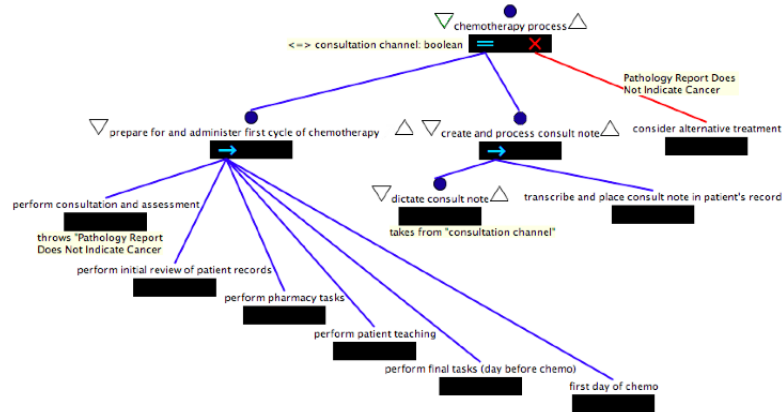 chemotherapy process
<=> consultation channel: boolean
Pathology Report Does
Not Indicate Cancer
prepare for and administer first cycle of chemotherapy
create and process consult note
consider alternative treatment
perform consultation and assessment
dictate consult note
transcribe and place consult note in patient's record
throws "Pathology Report
Does Not Indicate Cancer
takes from "consultation channel"
perform initial review of patient records
perform pharmacy tasks
perform patient teaching
perform final tasks (day before chemo)
first day of chemo